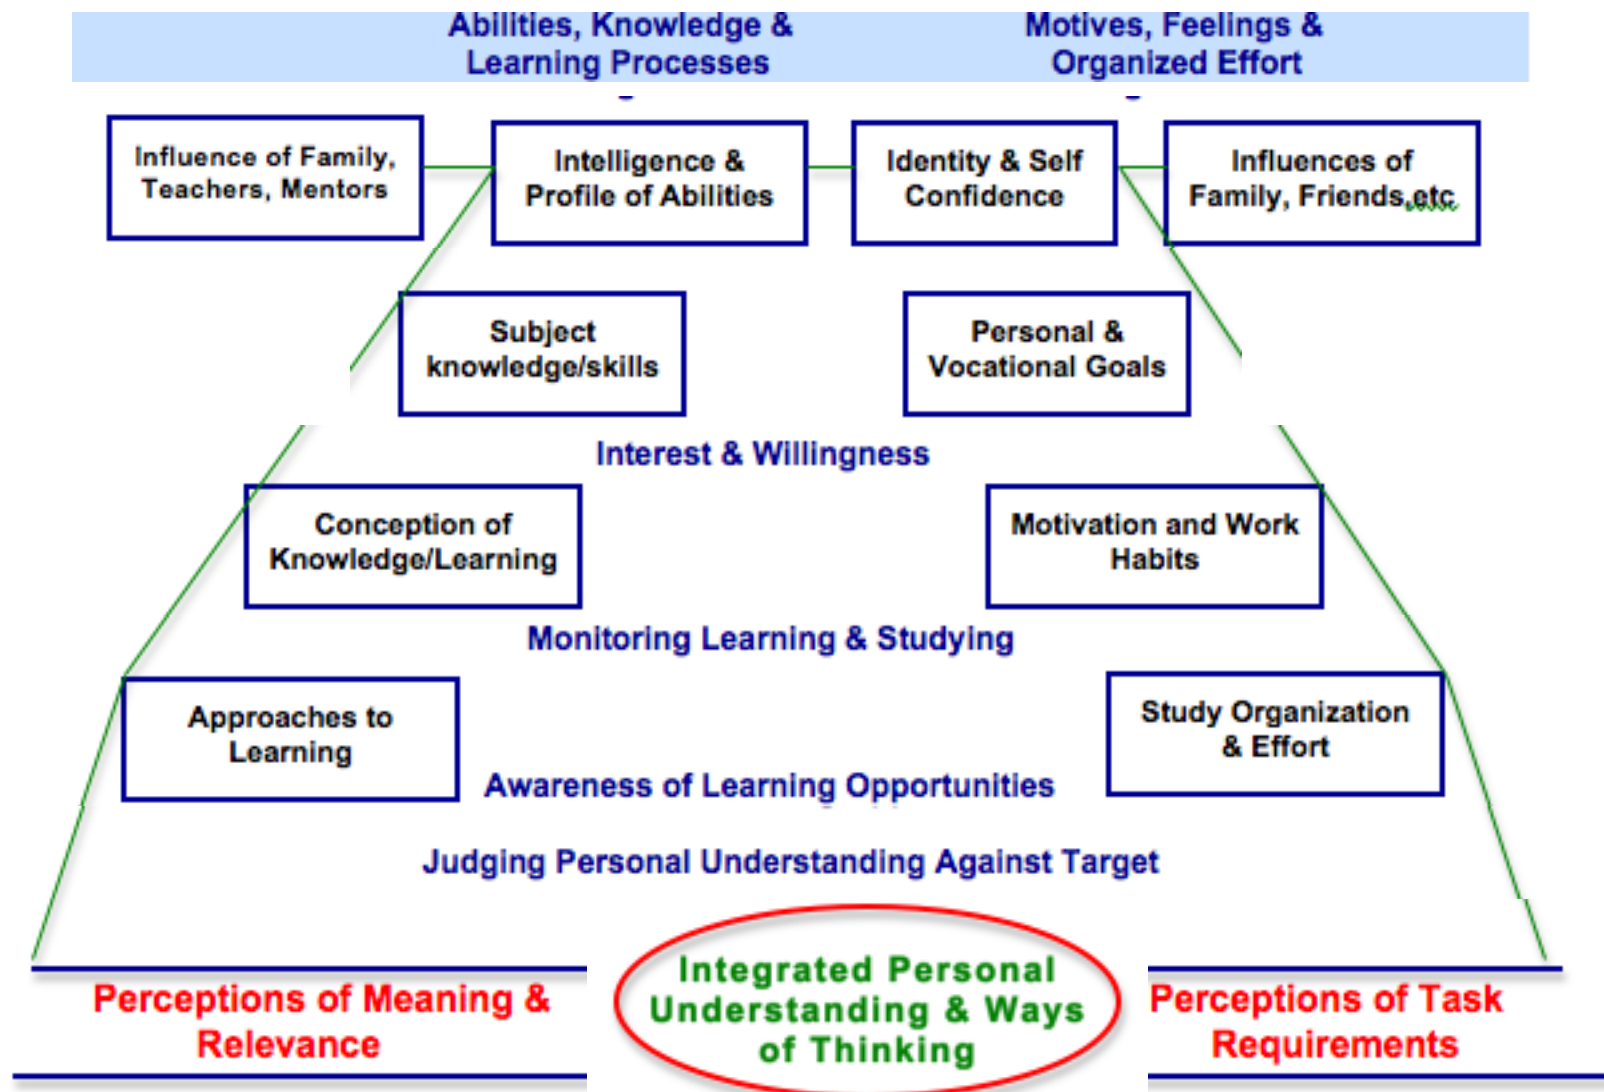 Abilities, Knowledge &
Learning Processes
Motives, Feelings &
Organized Effort
Influence of Family,
Teachers, Mentors
Intelligence &
Profile of Abilities
Identity & Self
Confidence
Influences of
Family, Friends,etc
Subject
knowledge/skills
Personal &
Vocational Goals
Interest & Willingness
Conception of
Knowledge/Learning
Motivation and Work
Habits
Monitoring Learning & Studying
Approaches to
Learning
Study Organization
& Effort
Awareness of Learning Opportunities
Judging Personal Understanding Against Target
Perceptions of Meaning &
Relevance
Integrated Personal
Understanding & Ways
of Thinking
Perceptions of Task
Requirements